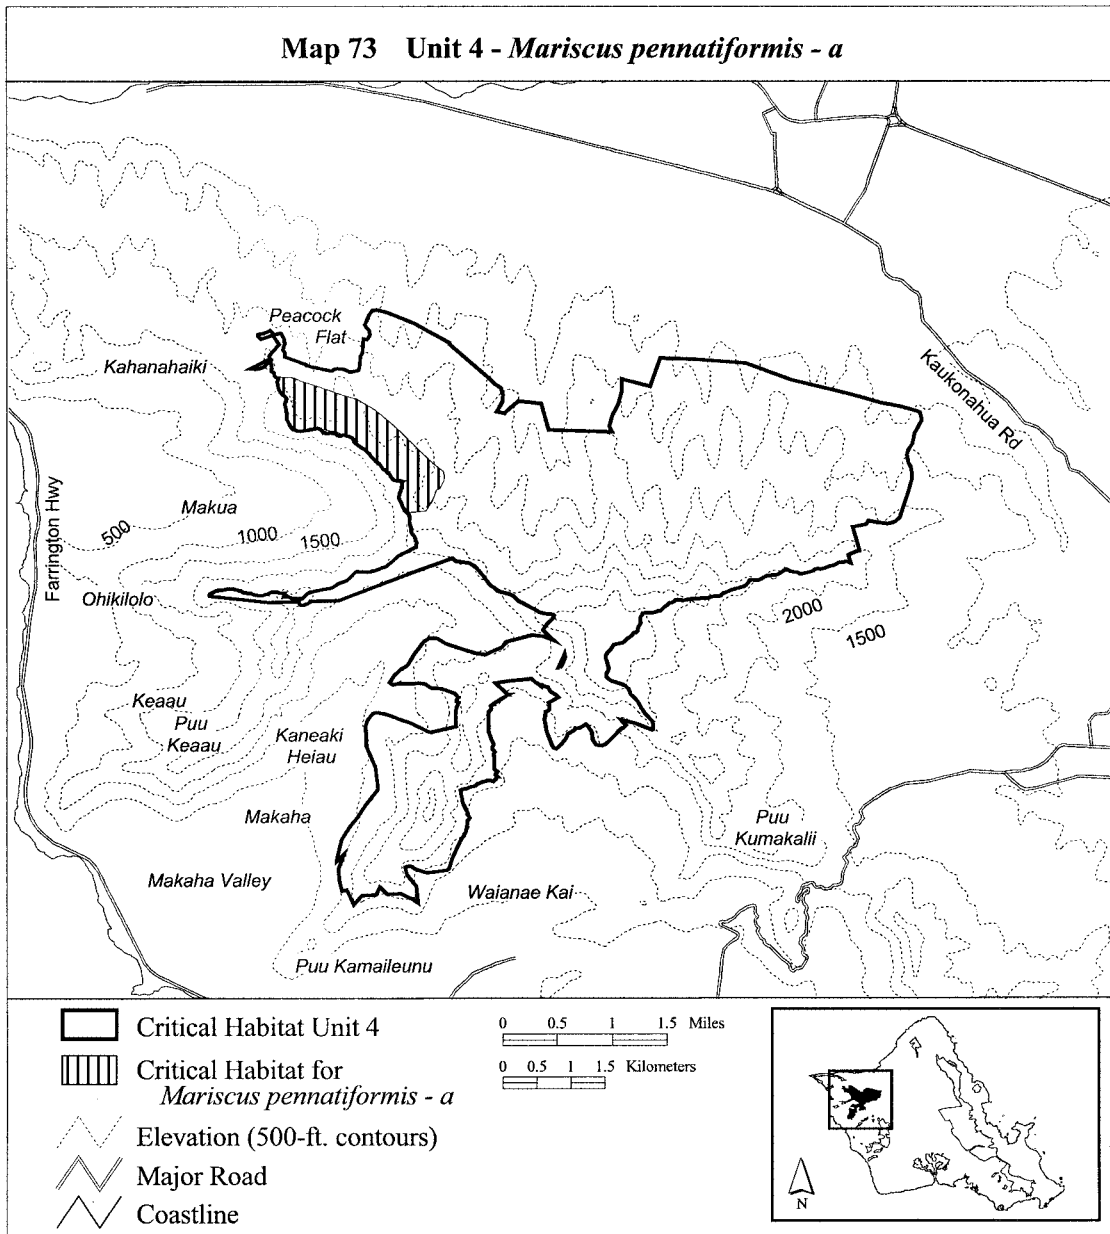 Map 73    Unit 4 - Mariscus pennatiformis - a
Peacock
Flat
Kahanahaiki
Kaukonahua Rd
Farrington Hwy
Makua
500
1000
1500
Ohikilolo
2000
1500
Keaau
Puu
Keaau
Kaneaki
Heiau
Makaha
Puu
Kumakalii
Makaha Valley
Waianae Kai
Puu Kamaileunu
Critical Habitat Unit 4
Critical Habitat for
Mariscus pennatiformis - a
Elevation (500-ft. contours)
Major Road
Coastline
0 0.5 1 1.5 Miles
0 0.5 1 1.5 Kilometers
N